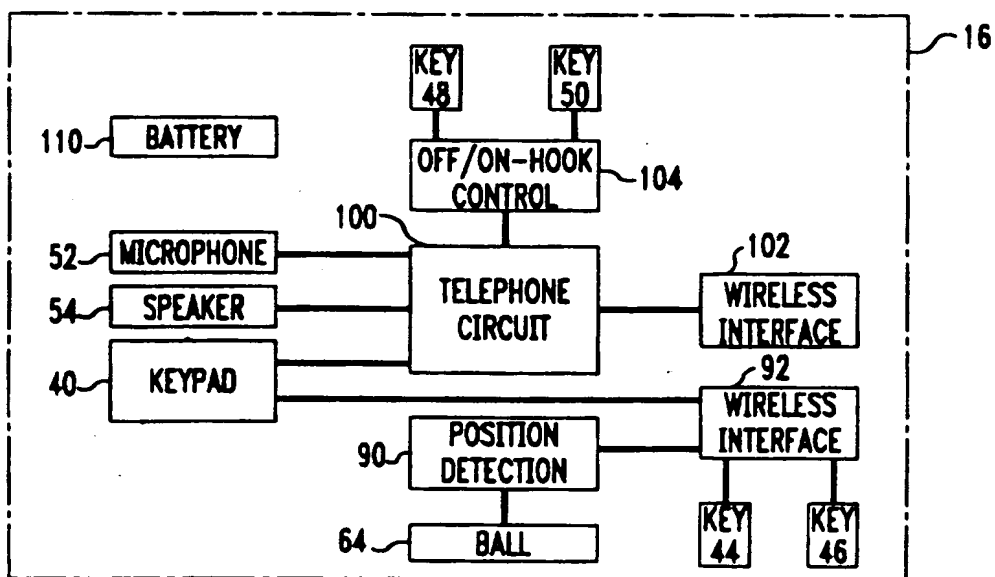 16
KEY
48
KEY
50
110
BATTERY
OFF/ON-HOOK
CONTROL
104
100
52
MICROPHONE
54
SPEAKER
40
KEYPAD
TELEPHONE
CIRCUIT
102
WIRELESS
INTERFACE
92
WIRELESS
INTERFACE
90
POSITION
DETECTION
64
BALL
KEY
44
KEY
46